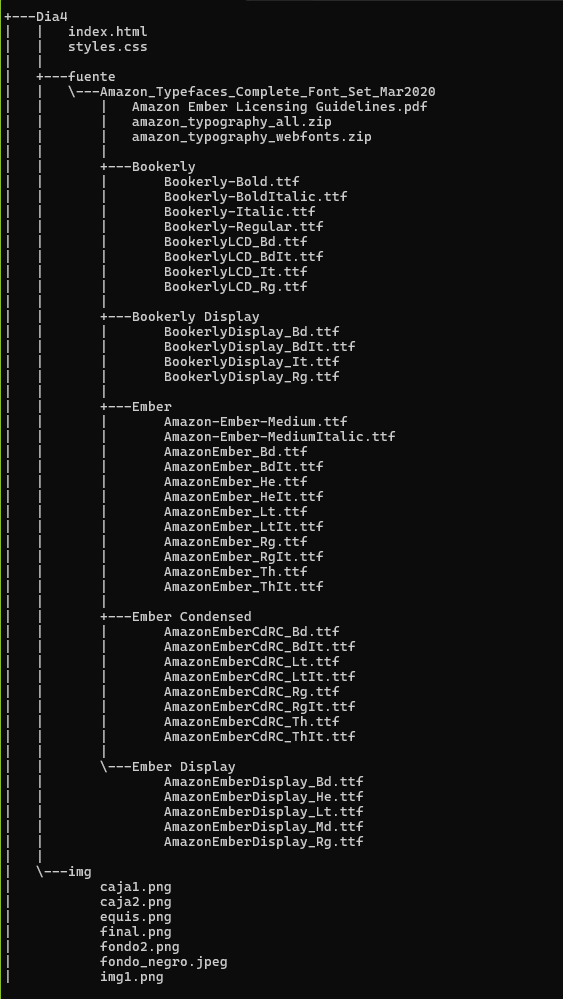 +---Dia4
|   |   index.html
|   |   styles.css
|   |
|   +---fuente
|   |   \---Amazon_Typefaces_Complete_Font_Set_Mar2020
|   |       |   Amazon Ember Licensing Guidelines.pdf
|   |       |   amazon_typography_all.zip
|   |       |   amazon_typography_webfonts.zip
|   |       |
|   |       +---Bookerly
|   |       |       Bookerly-Bold.ttf
|   |       |       Bookerly-BoldItalic.ttf
|   |       |       Bookerly-Italic.ttf
|   |       |       Bookerly-Regular.ttf
|   |       |       BookerlyLCD_Bd.ttf
|   |       |       BookerlyLCD_BdIt.ttf
|   |       |       BookerlyLCD_It.ttf
|   |       |       BookerlyLCD_Rg.ttf
|   |       |
|   |       +---Bookerly Display
|   |       |       BookerlyDisplay_Bd.ttf
|   |       |       BookerlyDisplay_BdIt.ttf
|   |       |       BookerlyDisplay_It.ttf
|   |       |       BookerlyDisplay_Rg.ttf
|   |       |
|   |       +---Ember
|   |       |       Amazon-Ember-Medium.ttf
|   |       |       Amazon-Ember-MediumItalic.ttf
|   |       |       AmazonEmber_Bd.ttf
|   |       |       AmazonEmber_BdIt.ttf
|   |       |       AmazonEmber_He.ttf
|   |       |       AmazonEmber_HeIt.ttf
|   |       |       AmazonEmber_Lt.ttf
|   |       |       AmazonEmber_LtIt.ttf
|   |       |       AmazonEmber_Rg.ttf
|   |       |       AmazonEmber_RgIt.ttf
|   |       |       AmazonEmber_Th.ttf
|   |       |       AmazonEmber_ThIt.ttf
|   |       |
|   |       +---Ember Condensed
|   |       |       AmazonEmberCdRC_Bd.ttf
|   |       |       AmazonEmberCdRC_BdIt.ttf
|   |       |       AmazonEmberCdRC_Lt.ttf
|   |       |       AmazonEmberCdRC_LtIt.ttf
|   |       |       AmazonEmberCdRC_Rg.ttf
|   |       |       AmazonEmberCdRC_RgIt.ttf
|   |       |       AmazonEmberCdRC_Th.ttf
|   |       |       AmazonEmberCdRC_ThIt.ttf
|   |       |
|   |       \---Ember Display
|   |               AmazonEmberDisplay_Bd.ttf
|   |               AmazonEmberDisplay_He.ttf
|   |               AmazonEmberDisplay_Lt.ttf
|   |               AmazonEmberDisplay_Md.ttf
|   |               AmazonEmberDisplay_Rg.ttf
|   |
|   \---img
|           caja1.png
|           caja2.png
|           equis.png
|           final.png
|           fondo2.png
|           fondo_negro.jpeg
|           img1.png